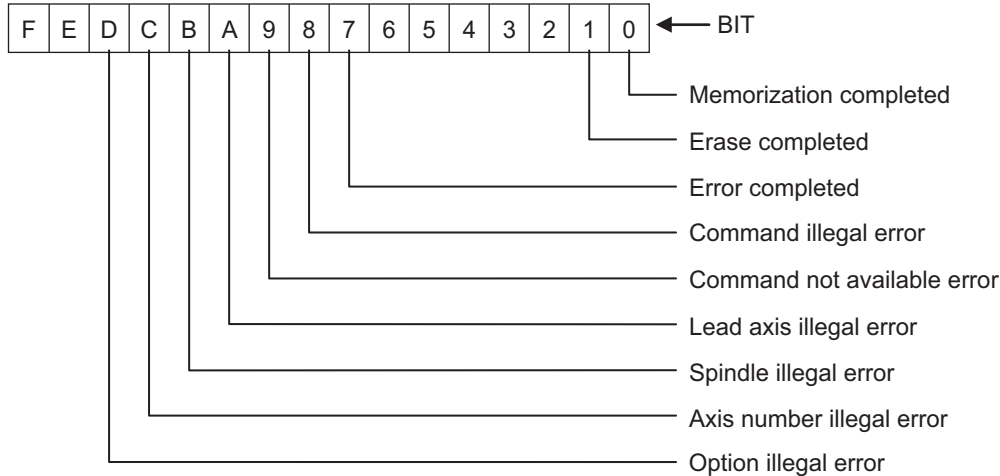 F E D C B A 9 8 7 6 5 4 3 2 1 0 BIT
Memorization completed
Erase completed
Error completed
Command illegal error
Command not available error
Lead axis illegal error
Spindle illegal error
Axis number illegal error
Option illegal error